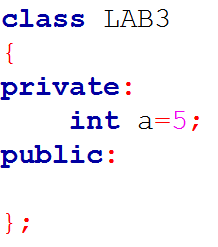 class LAB3
{
private:
    int a=5;
public:

};